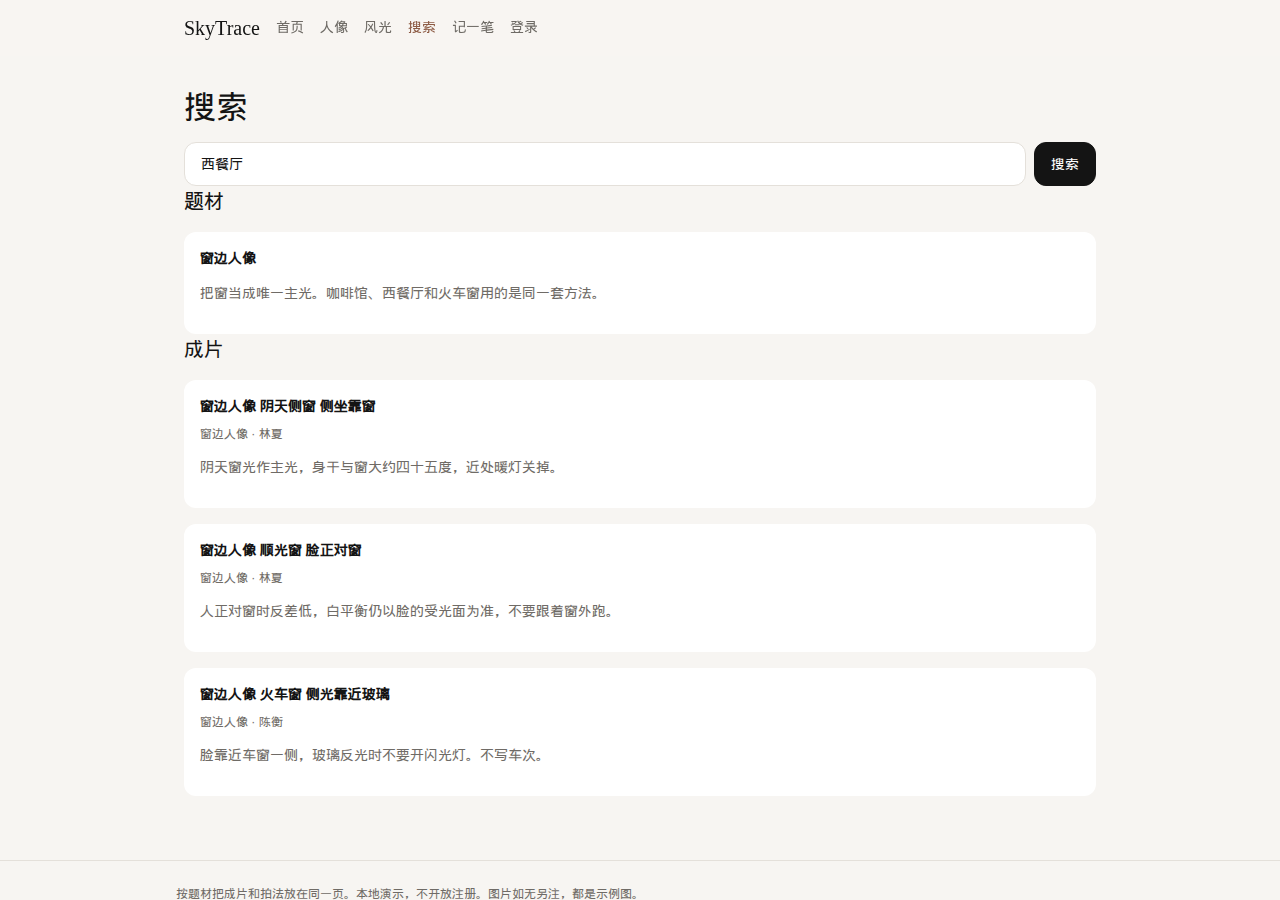 SkyTrace 首页 人像 风光 搜索 记一笔 登录
搜索
西餐厅 搜索
题材
窗边人像
把窗当成唯一主光。咖啡馆、西餐厅和火车窗用的是同一套方法。
成片
窗边人像 阴天侧窗 侧坐靠窗
窗边人像 · 林夏
阴天窗光作主光，身干与窗大约四十五度，近处暖灯关掉。
窗边人像 顺光窗 脸正对窗
窗边人像 · 林夏
人正对窗时反差低，白平衡仍以脸的受光面为准，不要跟着窗外跑。
窗边人像 火车窗 侧光靠近玻璃
窗边人像 · 陈衡
脸靠近车窗一侧，玻璃反光时不要开闪光灯。不写车次。
按题材把成片和拍法放在同一页。本地演示，不开放注册。图片如无另注，都是示例图。